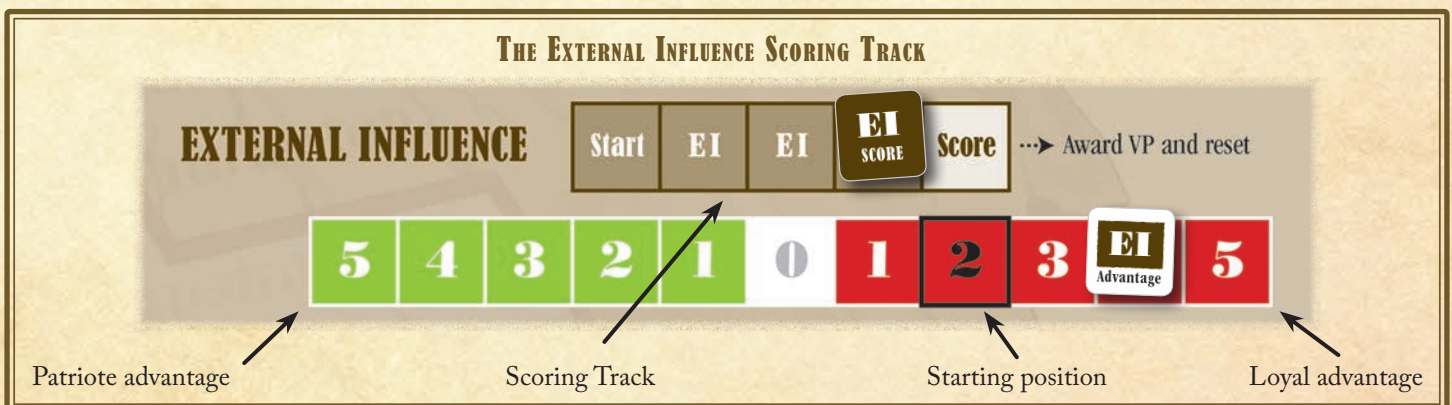 THE EXTERNAL INFLUENCE SCORING TRACK
EXTERNAL INFLUENCE
Start EI EI EI SCORE Score ···➤ Award VP and reset
5 4 3 2 1 0 1 2 3 EI Advantage 5
Patriote advantage Scoring Track Starting position Loyal advantage